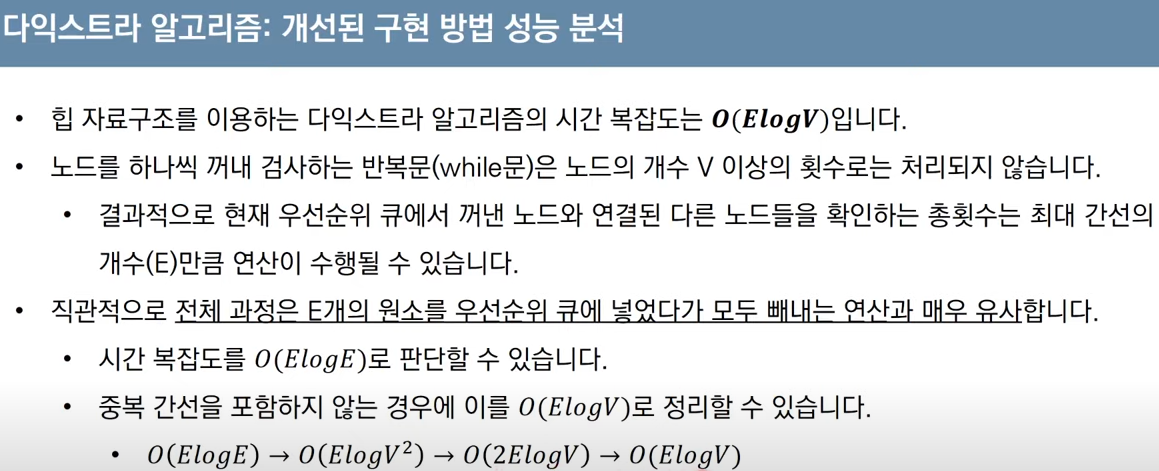 다익스트라 알고리즘: 개선된 구현 방법 성능 분석
• 힙 자료구조를 이용하는 다익스트라 알고리즘의 시간 복잡도는 O(ElogV)입니다.
• 노드를 하나씩 꺼내 검사하는 반복문(while문)은 노드의 개수 V 이상의 횟수로는 처리되지 않습니다.
• 결과적으로 현재 우선순위 큐에서 꺼낸 노드와 연결된 다른 노드들을 확인하는 총횟수는 최대 간선의
개수(E)만큼 연산이 수행될 수 있습니다.
• 직관적으로 전체 과정은 E개의 원소를 우선순위 큐에 넣었다가 모두 빼내는 연산과 매우 유사합니다.
• 시간 복잡도를 O(ElogE)로 판단할 수 있습니다.
• 중복 간선을 포함하지 않는 경우에 이를 O(ElogV)로 정리할 수 있습니다.
• O(ElogE) → O(ElogV²) → O(2ElogV) → O(ElogV)